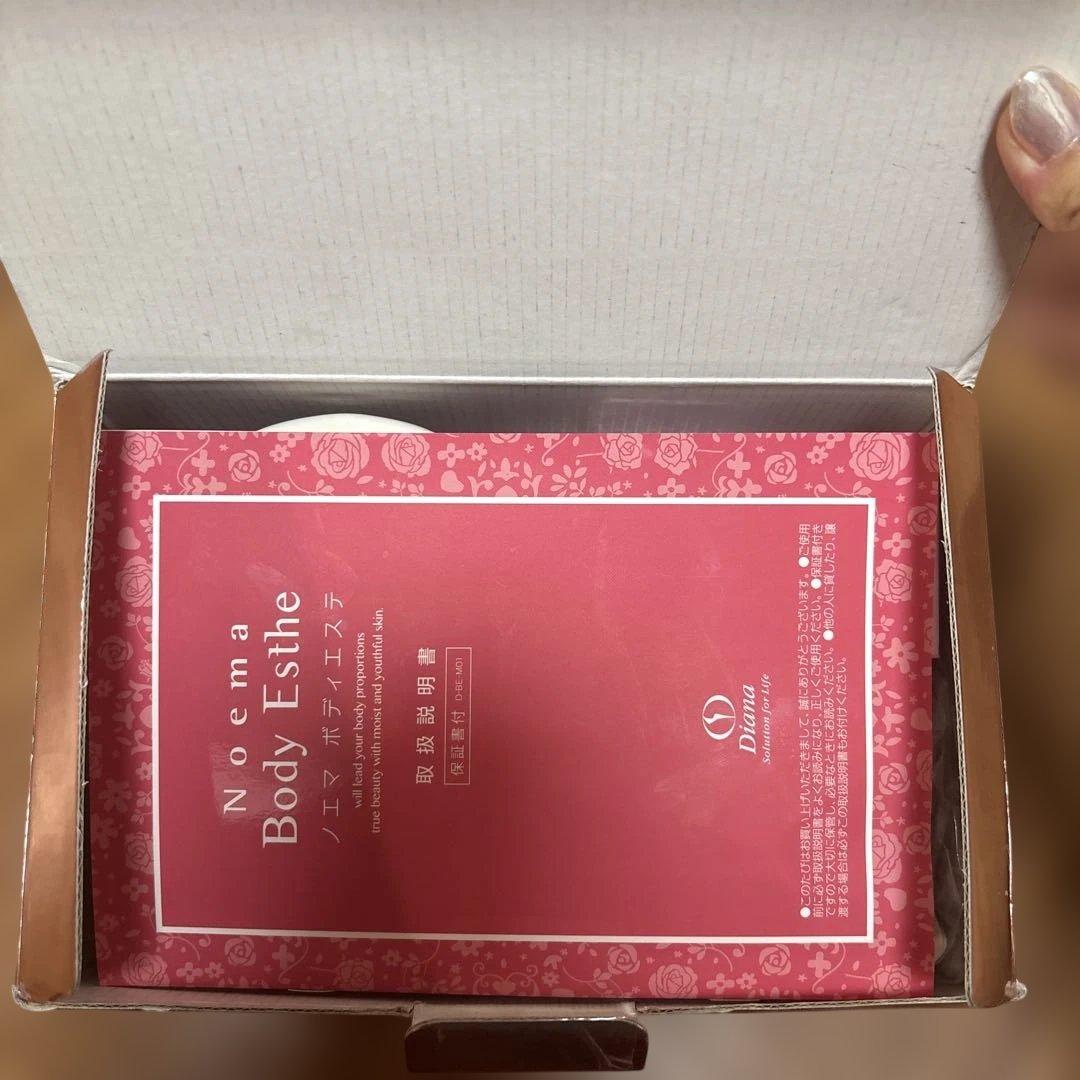 Noema
Body Esthe
ノエマ ボディエステ
will lead your body proportions
true beauty with moist and youthful skin.
取扱説明書
保証書付 D-BE-M01
Diana
Solution for Life
●このたびはお買い上げいただきまして、誠にありがとうございます。●ご使用
前に必ず取扱説明書をよくお読みになり、正しくご使用ください。●保証書付き
ですので大切に保管し、必要なときにお読みください。●他の人に貸したり、譲
渡する場合は必ずこの取扱説明書もお付けください。